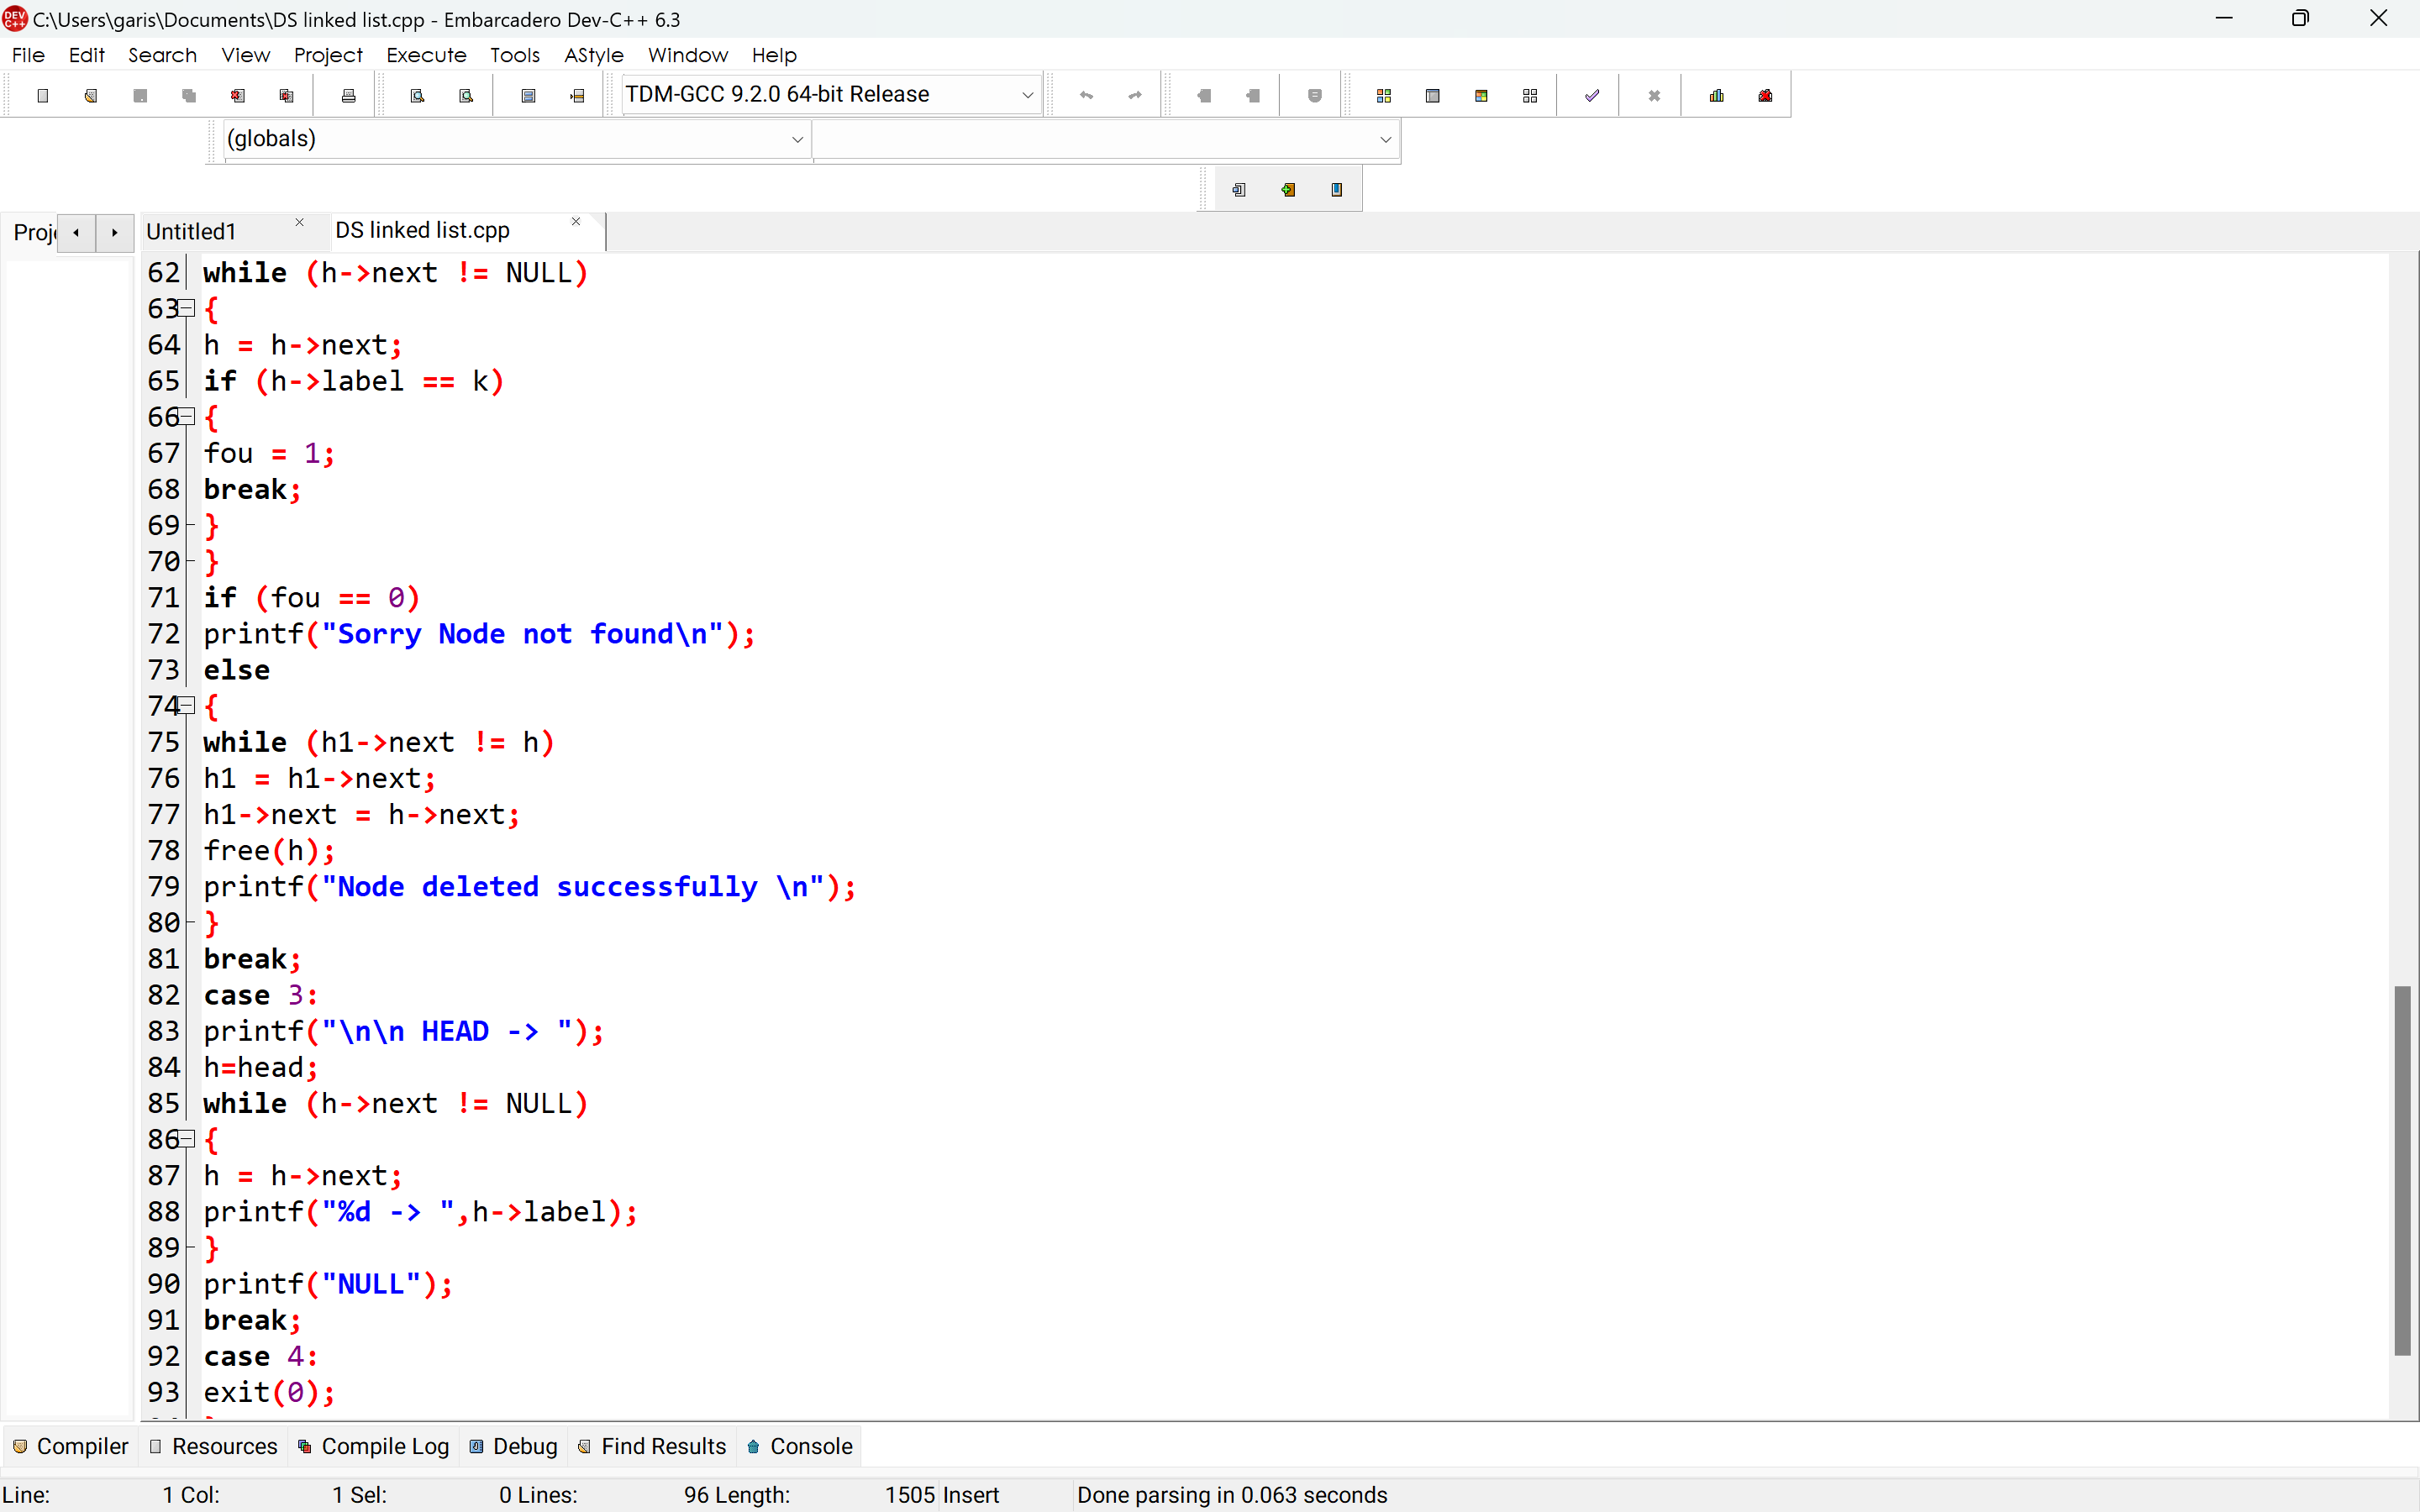 DEV C++ C:\Users\garis\Documents\DS linked list.cpp - Embarcadero Dev-C++ 6.3
File Edit Search View Project Execute Tools AStyle Window Help
TDM-GCC 9.2.0 64-bit Release
(globals)
Proje Untitled1 DS linked list.cpp
62 while (h->next != NULL)
63 {
64 h = h->next;
65 if (h->label == k)
66 {
67 fou = 1;
68 break;
69 }
70 }
71 if (fou == 0)
72 printf("Sorry Node not found\n");
73 else
74 {
75 while (h1->next != h)
76 h1 = h1->next;
77 h1->next = h->next;
78 free(h);
79 printf("Node deleted successfully \n");
80 }
81 break;
82 case 3:
83 printf("\n\n HEAD -> ");
84 h=head;
85 while (h->next != NULL)
86 {
87 h = h->next;
88 printf("%d -> ",h->label);
89 }
90 printf("NULL");
91 break;
92 case 4:
93 exit(0);
Compiler Resources Compile Log Debug Find Results Console
Line: 1 Col: 1 Sel: 0 Lines: 96 Length: 1505 Insert Done parsing in 0.063 seconds